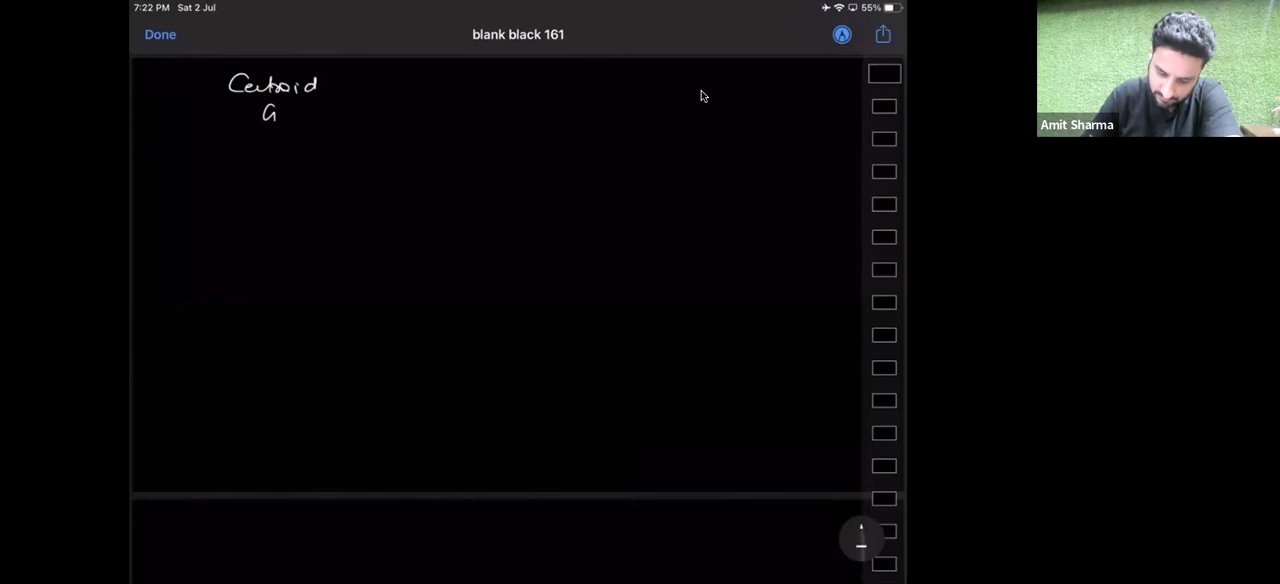 7:22 PM Sat 2 Jul
55%
Done
blank black 161
Centroid
G
Amit Sharma